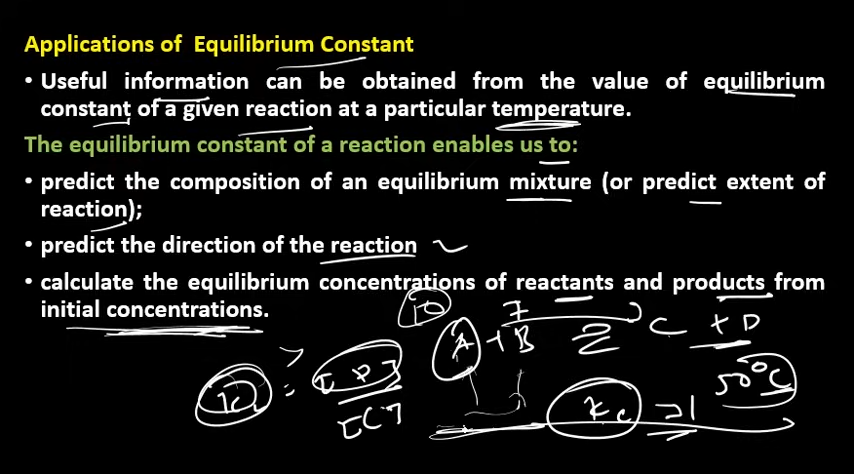 Applications of Equilibrium Constant
• Useful information can be obtained from the value of equilibrium
constant of a given reaction at a particular temperature.
The equilibrium constant of a reaction enables us to:
• predict the composition of an equilibrium mixture (or predict extent of
reaction);
• predict the direction of the reaction
• calculate the equilibrium concentrations of reactants and products from
initial concentrations.
A + B ⇌ C + D
50°C
Kc